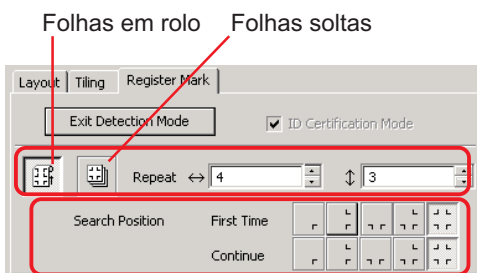 Folhas em rolo Folhas soltas
Layout Tiling Register Mark
Exit Detection Mode ID Certification Mode
Repeat ↔ 4 ↕ 3
Search Position First Time
Continue